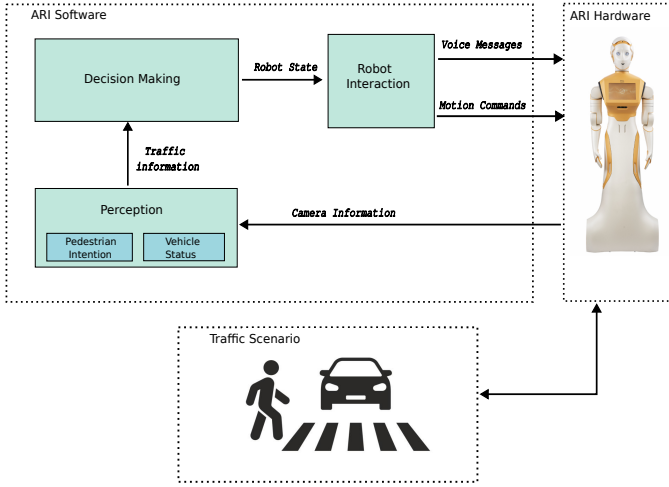 ARI Software
ARI Hardware
Decision Making
Robot State
Robot
Interaction
Voice Messages
Motion Commands
Traffic
information
Perception
Pedestrian
Intention
Vehicle
Status
Camera Information
Traffic Scenario